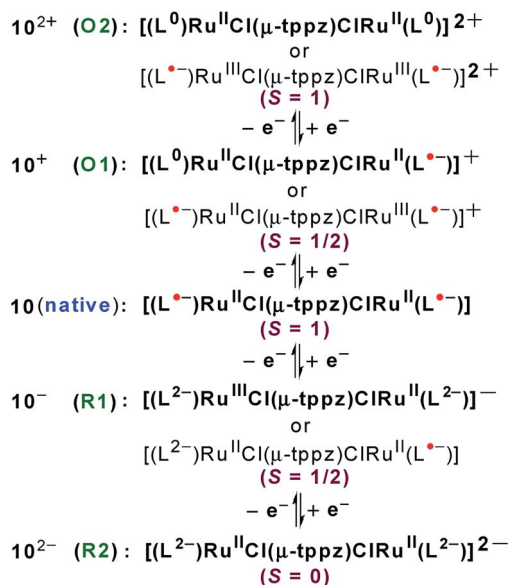 10²⁺ (O2): [(L⁰)RuᴵᴵCl(μ-tppz)ClRuᴵᴵ(L⁰)]²⁺
or
[(L•⁻)RuᴵᴵᴵCl(μ-tppz)ClRuᴵᴵᴵ(L•⁻)]²⁺
(S = 1)
– e⁻ ⇌ + e⁻
10⁺ (O1): [(L⁰)RuᴵᴵCl(μ-tppz)ClRuᴵᴵ(L•⁻)]⁺
or
[(L•⁻)RuᴵᴵCl(μ-tppz)ClRuᴵᴵᴵ(L•⁻)]⁺
(S = 1/2)
– e⁻ ⇌ + e⁻
10(native): [(L•⁻)RuᴵᴵCl(μ-tppz)ClRuᴵᴵ(L•⁻)]
(S = 1)
– e⁻ ⇌ + e⁻
10⁻ (R1): [(L²⁻)RuᴵᴵᴵCl(μ-tppz)ClRuᴵᴵ(L²⁻)]⁻
or
[(L²⁻)RuᴵᴵCl(μ-tppz)ClRuᴵᴵ(L•⁻)]
(S = 1/2)
– e⁻ ⇌ + e⁻
10²⁻ (R2): [(L²⁻)RuᴵᴵCl(μ-tppz)ClRuᴵᴵ(L²⁻)]²⁻
(S = 0)